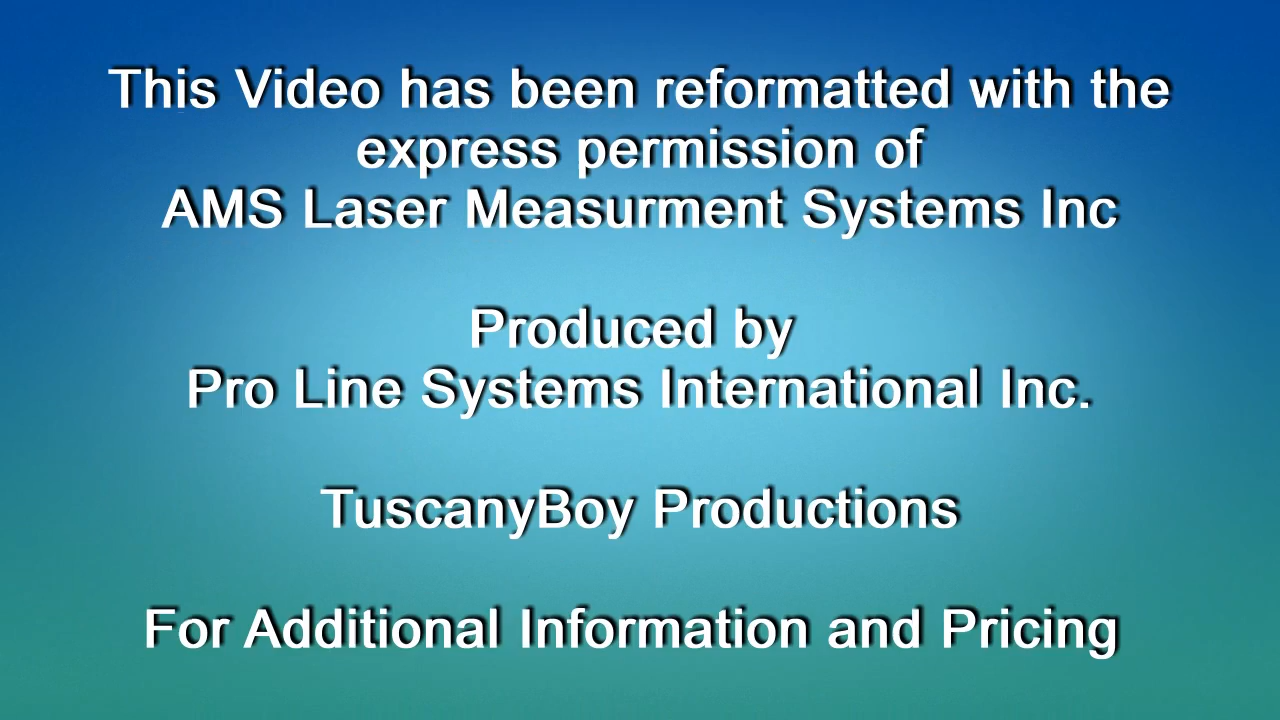 This Video has been reformatted with the
express permission of
AMS Laser Measurment Systems Inc
Produced by
Pro Line Systems International Inc.
TuscanyBoy Productions
For Additional Information and Pricing